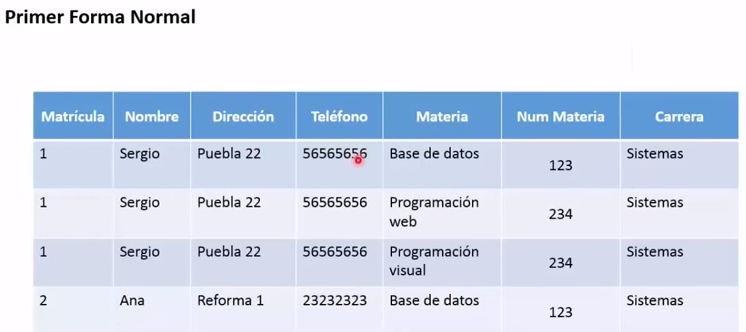 Primer Forma Normal
Matrícula Nombre Dirección Teléfono Materia Num Materia Carrera
1 Sergio Puebla 22 56565656 Base de datos 123 Sistemas
1 Sergio Puebla 22 56565656 Programación web 234 Sistemas
1 Sergio Puebla 22 56565656 Programación visual 234 Sistemas
2 Ana Reforma 1 23232323 Base de datos 123 Sistemas